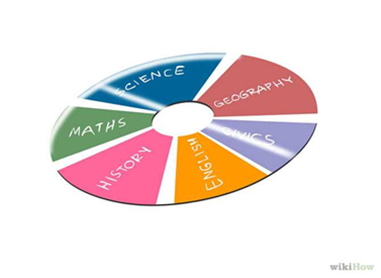 SCIENCE
GEOGRAPHY
CIVICS
ENGLISH
HISTORY
MATHS
wikiHow